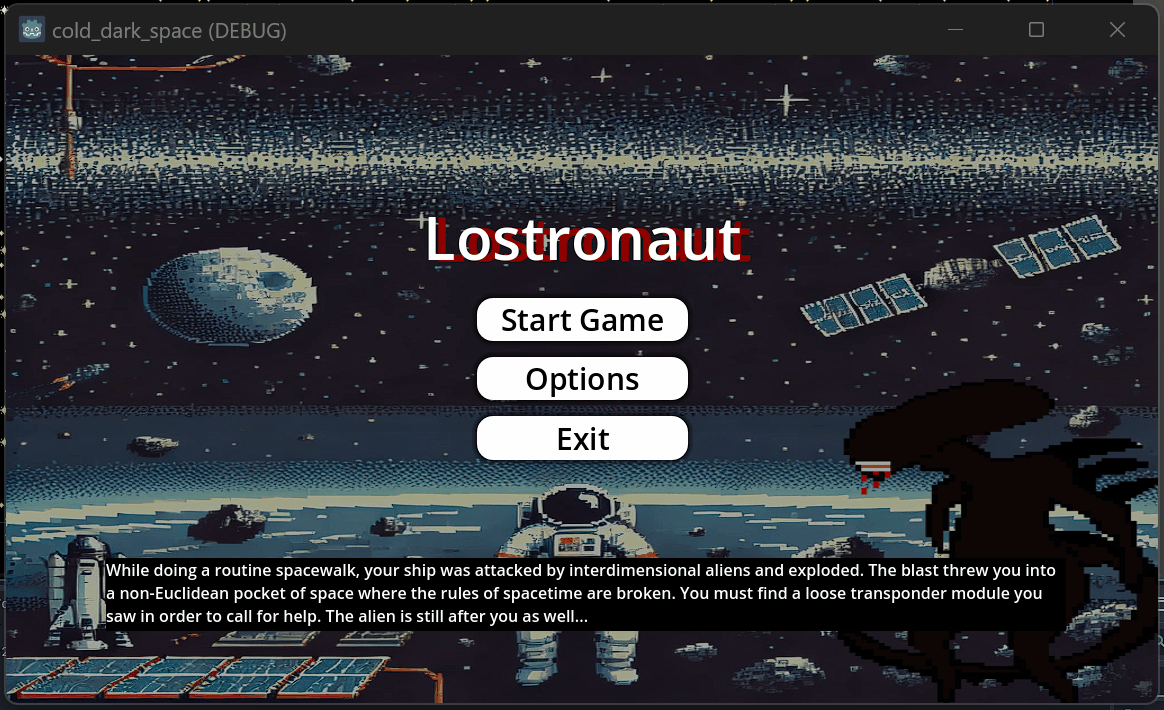 cold_dark_space (DEBUG)
Lostronaut
Start Game
Options
Exit
While doing a routine spacewalk, your ship was attacked by interdimensional aliens and exploded. The blast threw you into
a non-Euclidean pocket of space where the rules of spacetime are broken. You must find a loose transponder module you
saw in order to call for help. The alien is still after you as well...